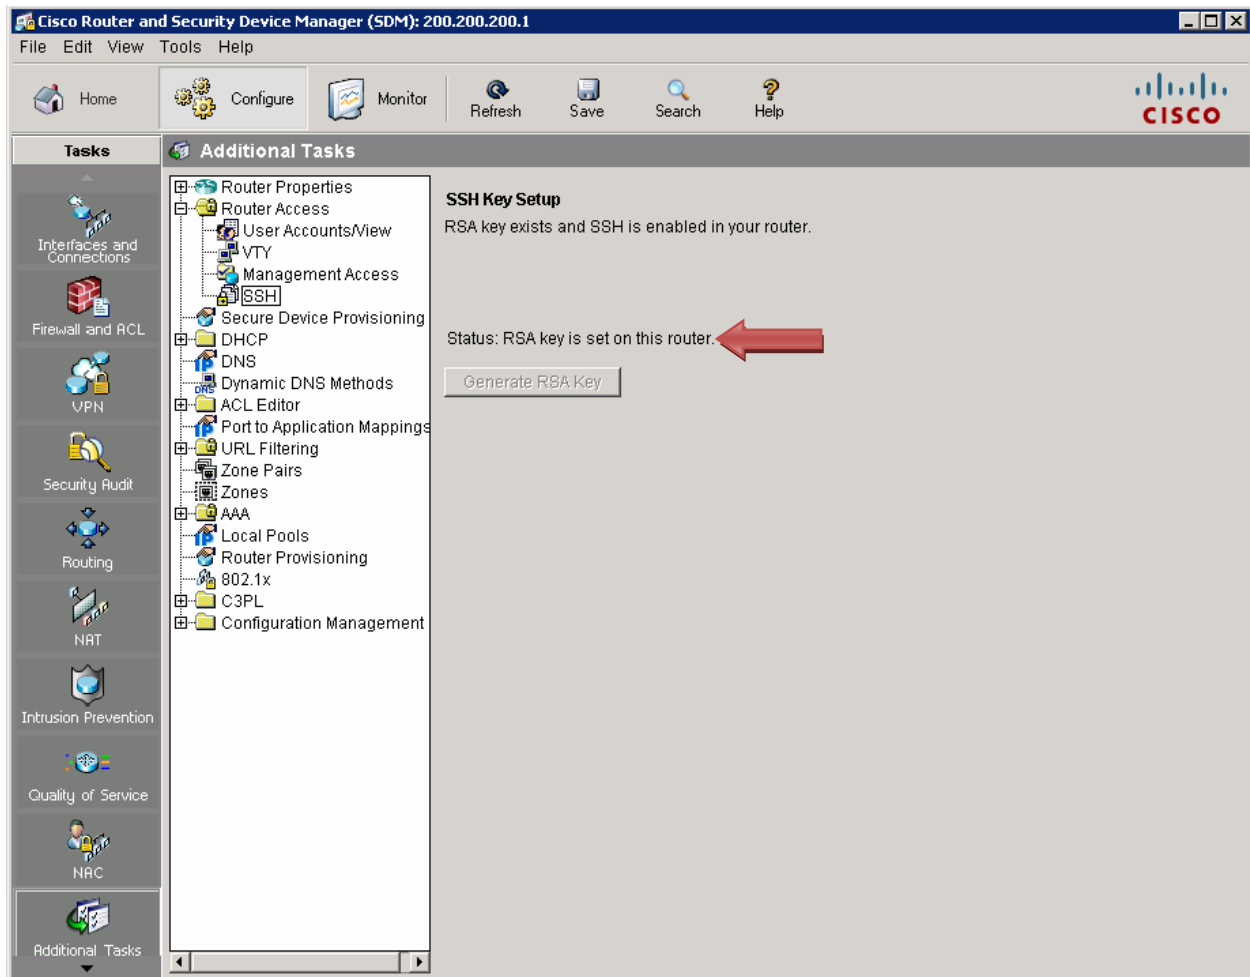 Cisco Router and Security Device Manager (SDM): 200.200.200.1
File Edit View Tools Help
Home Configure Monitor Refresh Save Search Help
CISCO
Tasks
Additional Tasks
Interfaces and
Connections
Firewall and ACL
VPN
Security Audit
Routing
NAT
Intrusion Prevention
Quality of Service
NAC
Additional Tasks
Router Properties
Router Access
User Accounts/View
VTY
Management Access
SSH
Secure Device Provisioning
DHCP
DNS
Dynamic DNS Methods
ACL Editor
Port to Application Mappings
URL Filtering
Zone Pairs
Zones
AAA
Local Pools
Router Provisioning
802.1x
C3PL
Configuration Management
SSH Key Setup
RSA key exists and SSH is enabled in your router.
Status: RSA key is set on this router.
Generate RSA Key